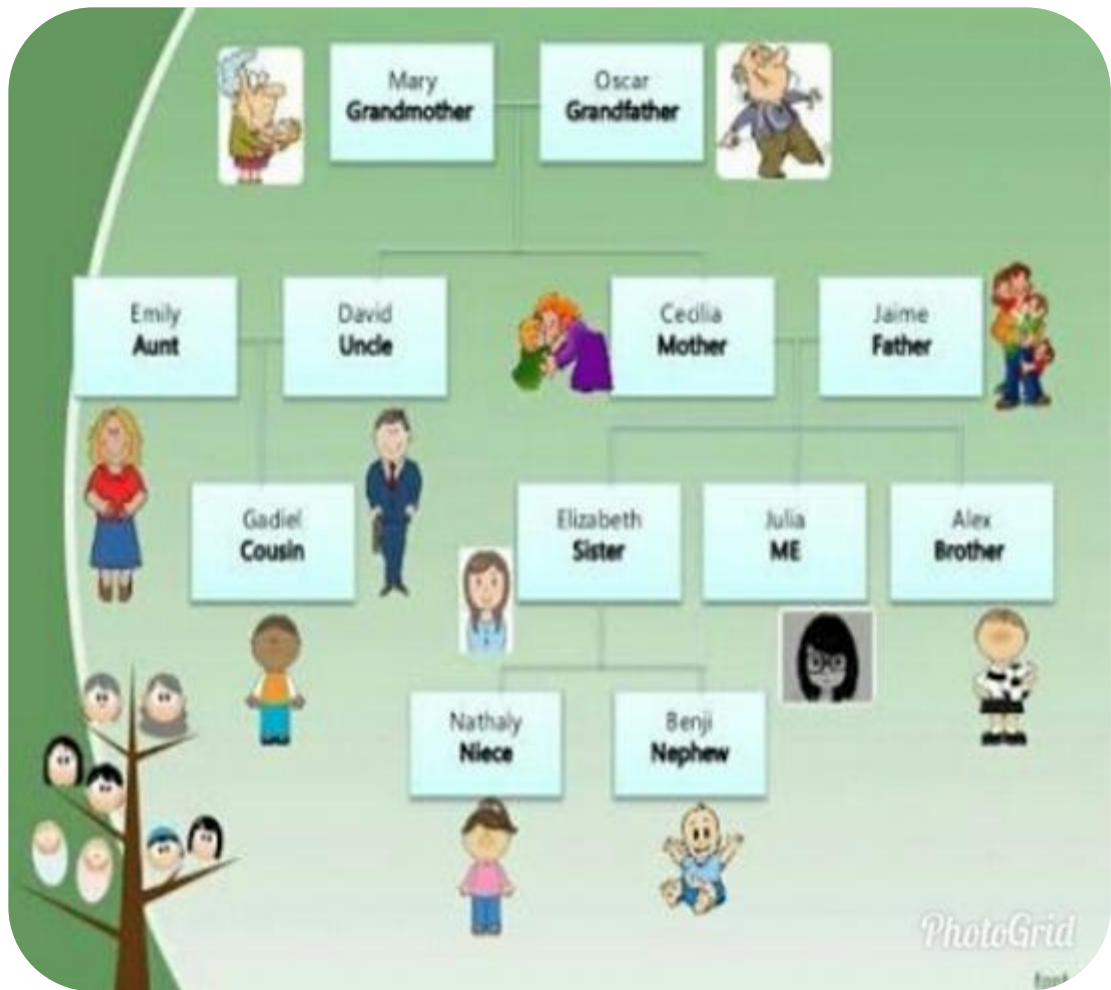 Mary
Grandmother
Oscar
Grandfather
Emily
Aunt
David
Uncle
Cecilia
Mother
Jaime
Father
Gadiel
Cousin
Elizabeth
Sister
Julia
ME
Alex
Brother
Nathaly
Niece
Benji
Nephew
PhotoGrid